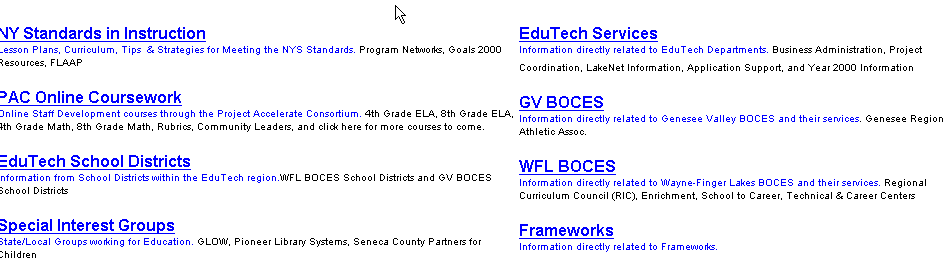 NY Standards in Instruction
Lesson Plans, Curriculum, Tips & Strategies for Meeting the NYS Standards. Program Networks, Goals 2000
Resources, FLAAP
PAC Online Coursework
Online Staff Development courses through the Project Accelerate Consortium. 4th Grade ELA, 8th Grade ELA,
4th Grade Math, 8th Grade Math, Rubrics, Community Leaders, and click here for more courses to come.
EduTech School Districts
Information from School Districts within the EduTech region.WFL BOCES School Districts and GV BOCES
School Districts
Special Interest Groups
State/Local Groups working for Education. GLOW, Pioneer Library Systems, Seneca County Partners for
Children
EduTech Services
Information directly related to EduTech Departments. Business Administration, Project
Coordination, LakeNet Information, Application Support, and Year 2000 Information
GV BOCES
Information directly related to Genesee Valley BOCES and their services. Genesee Region
Athletic Assoc.
WFL BOCES
Information directly related to Wayne-Finger Lakes BOCES and their services. Regional
Curriculum Council (RIC), Enrichment, School to Career, Technical & Career Centers
Frameworks
Information directly related to Frameworks.